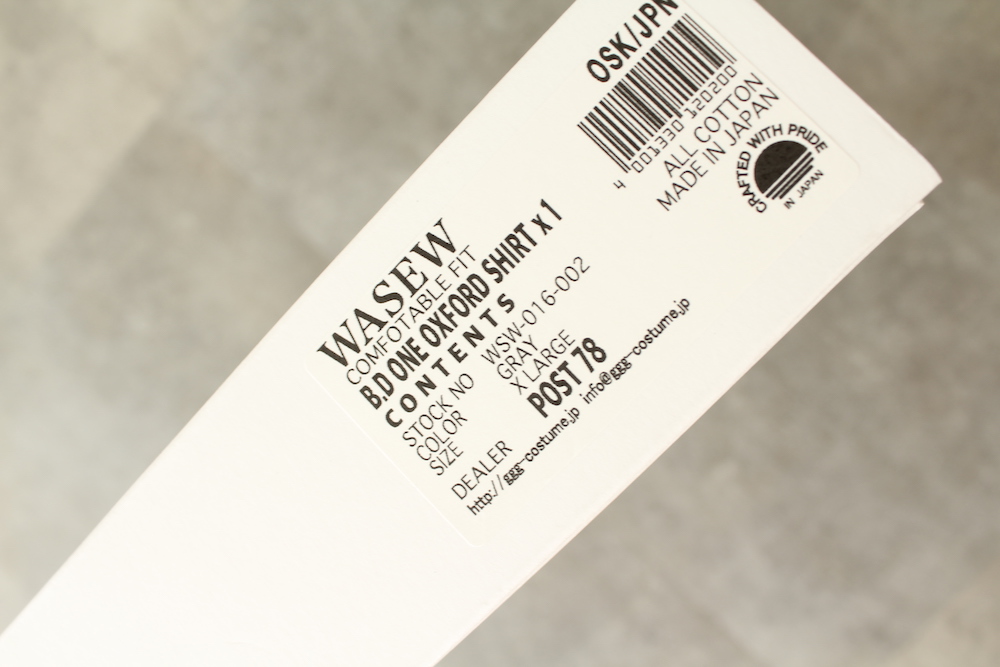 WASEW
COMFOTABLE FIT
B.D ONE OXFORD SHIRT x 1
CONTENTS
STOCK NO WSW-016-002
COLOR GRAY
SIZE X LARGE
DEALER POST 78
http://ggg-costume.jp info@ggg-costume.jp
OSK/JPN
4 001330 120200
ALL COTTON
MADE IN JAPAN
CRAFTED WITH PRIDE
IN JAPAN